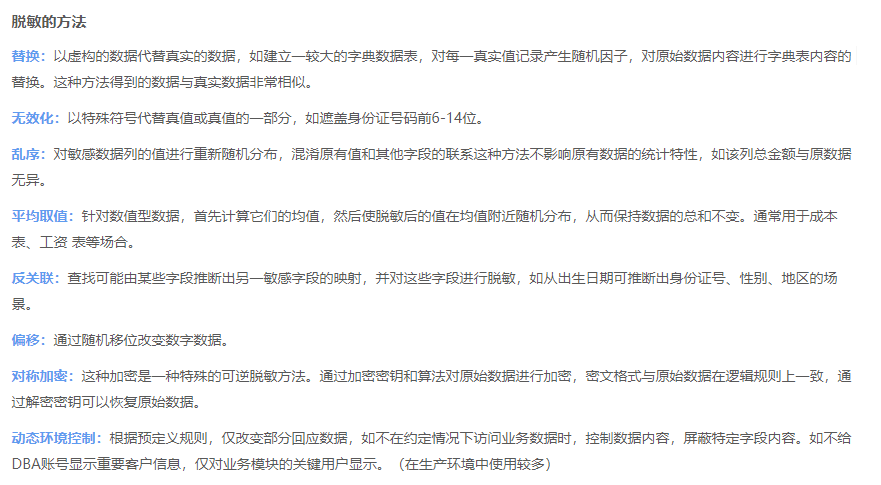 脱敏的方法
替换：以虚构的数据代替真实的数据，如建立一较大的字典数据表，对每一真实值记录产生随机因子，对原始数据内容进行字典表内容的
替换。这种方法得到的数据与真实数据非常相似。
无效化：以特殊符号代替真值或真值的一部分，如遮盖身份证号码前6-14位。
乱序：对敏感数据列的值进行重新随机分布，混淆原有值和其他字段的联系这种方法不影响原有数据的统计特性，如该列总金额与原数据
无异。
平均取值：针对数值型数据，首先计算它们的均值，然后使脱敏后的值在均值附近随机分布，从而保持数据的总和不变。通常用于成本
表、工资 表等场合。
反关联：查找可能由某些字段推断出另一敏感字段的映射，并对这些字段进行脱敏，如从出生日期可推断出身份证号、性别、地区的场
景。
偏移：通过随机移位改变数字数据。
对称加密：这种加密是一种特殊的可逆脱敏方法。通过加密密钥和算法对原始数据进行加密，密文格式与原始数据在逻辑规则上一致，通
过解密密钥可以恢复原始数据。
动态环境控制：根据预定义规则，仅改变部分回应数据，如不在约定情况下访问业务数据时，控制数据内容，屏蔽特定字段内容。如不给
DBA账号显示重要客户信息，仅对业务模块的关键用户显示。（在生产环境中使用较多）